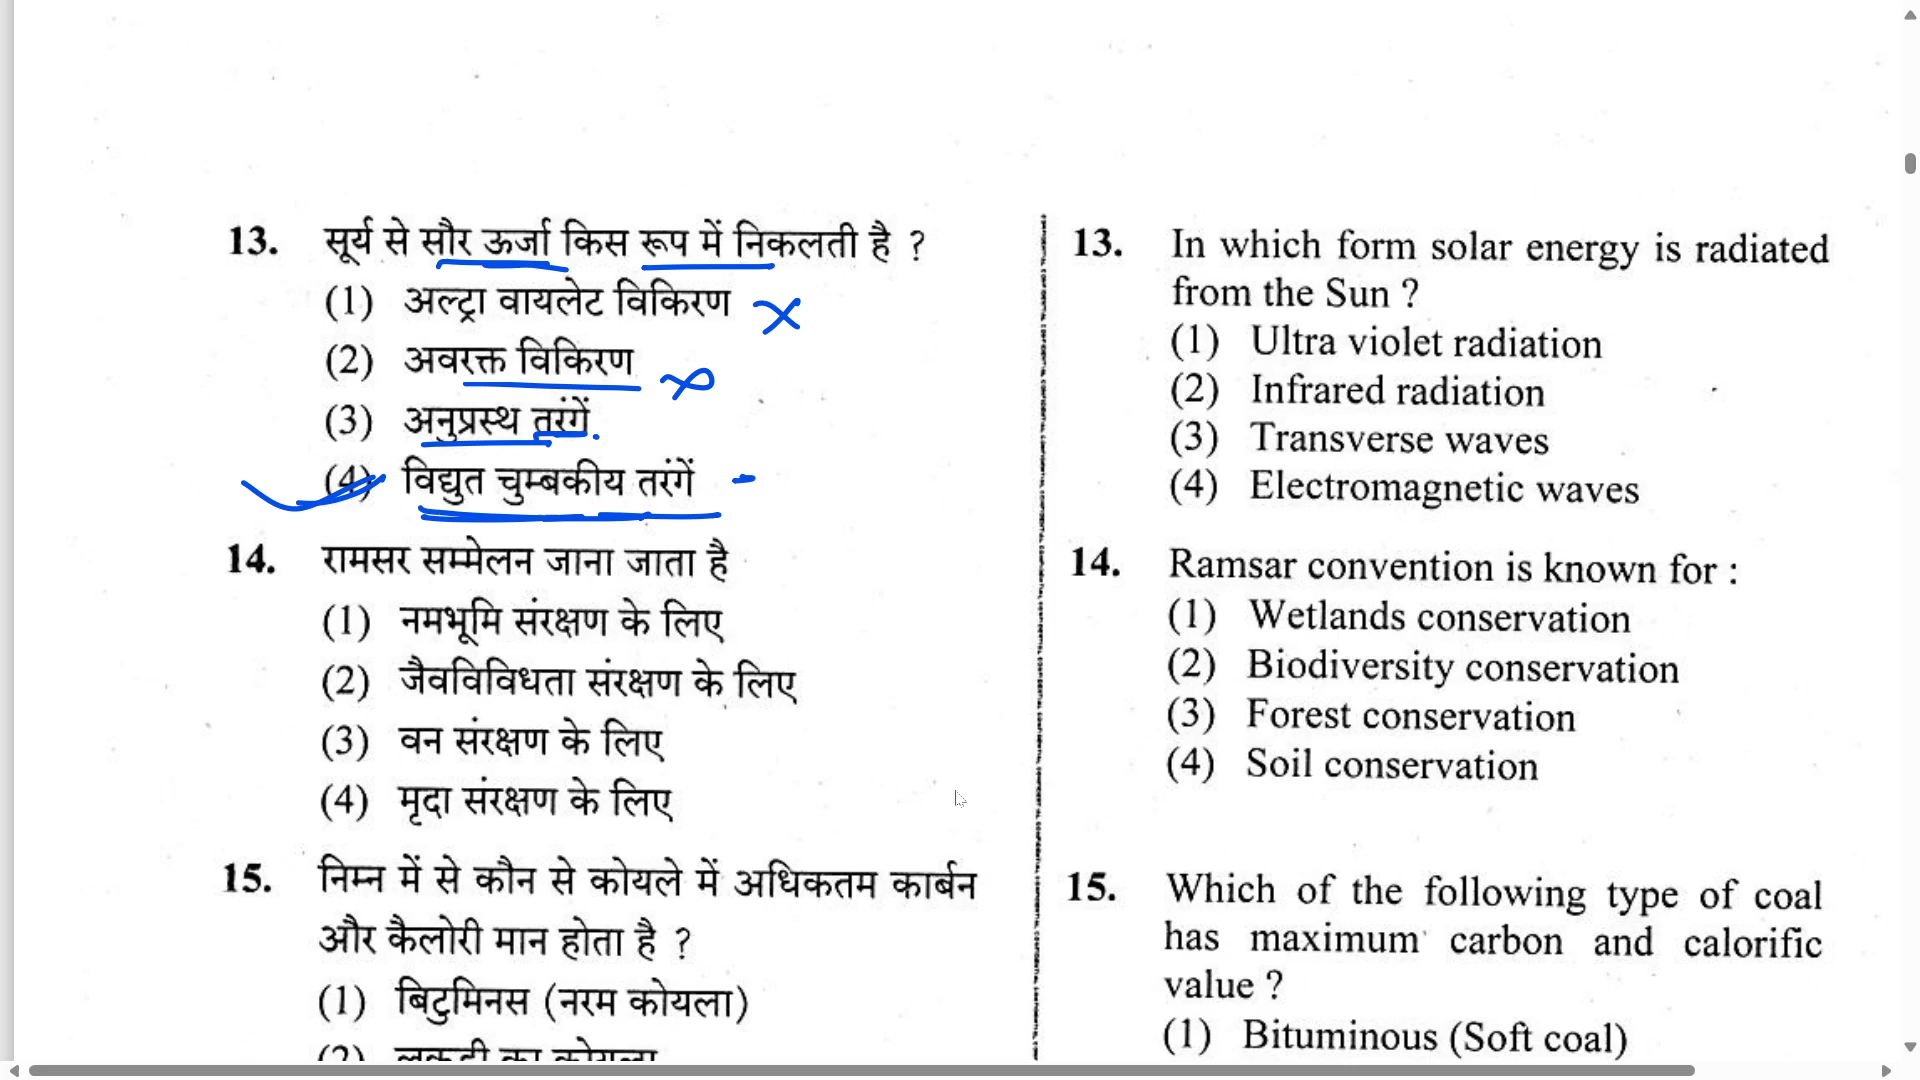 13. सूर्य से सौर ऊर्जा किस रूप में निकलती है ?
(1) अल्ट्रा वायलेट विकिरण
(2) अवरक्त विकिरण
(3) अनुप्रस्थ तरंगें
(4) विद्युत चुम्बकीय तरंगें
14. रामसर सम्मेलन जाना जाता है
(1) नमभूमि संरक्षण के लिए
(2) जैवविविधता संरक्षण के लिए
(3) वन संरक्षण के लिए
(4) मृदा संरक्षण के लिए
15. निम्न में से कौन से कोयले में अधिकतम कार्बन
और कैलोरी मान होता है ?
(1) बिटुमिनस (नरम कोयला)
(2) लकड़ी का कोयला
13. In which form solar energy is radiated
from the Sun ?
(1) Ultra violet radiation
(2) Infrared radiation
(3) Transverse waves
(4) Electromagnetic waves
14. Ramsar convention is known for :
(1) Wetlands conservation
(2) Biodiversity conservation
(3) Forest conservation
(4) Soil conservation
15. Which of the following type of coal
has maximum carbon and calorific
value ?
(1) Bituminous (Soft coal)